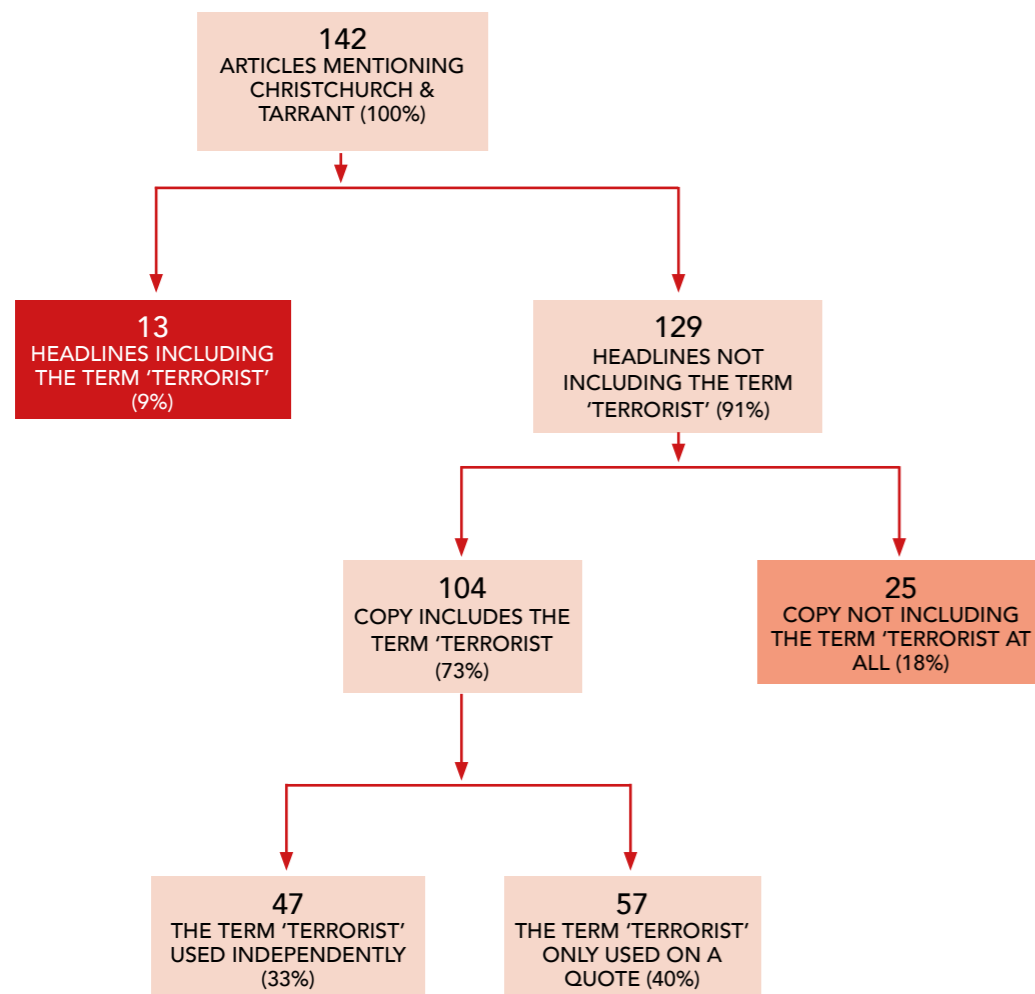 142
ARTICLES MENTIONING
CHRISTCHURCH &
TARRANT (100%)
13
HEADLINES INCLUDING
THE TERM ‘TERRORIST’
(9%)
129
HEADLINES NOT
INCLUDING THE TERM
‘TERRORIST’ (91%)
104
COPY INCLUDES THE
TERM ‘TERRORIST
(73%)
25
COPY NOT INCLUDING
THE TERM ‘TERRORIST AT
ALL (18%)
47
THE TERM ‘TERRORIST’
USED INDEPENDENTLY
(33%)
57
THE TERM ‘TERRORIST’
ONLY USED ON A
QUOTE (40%)